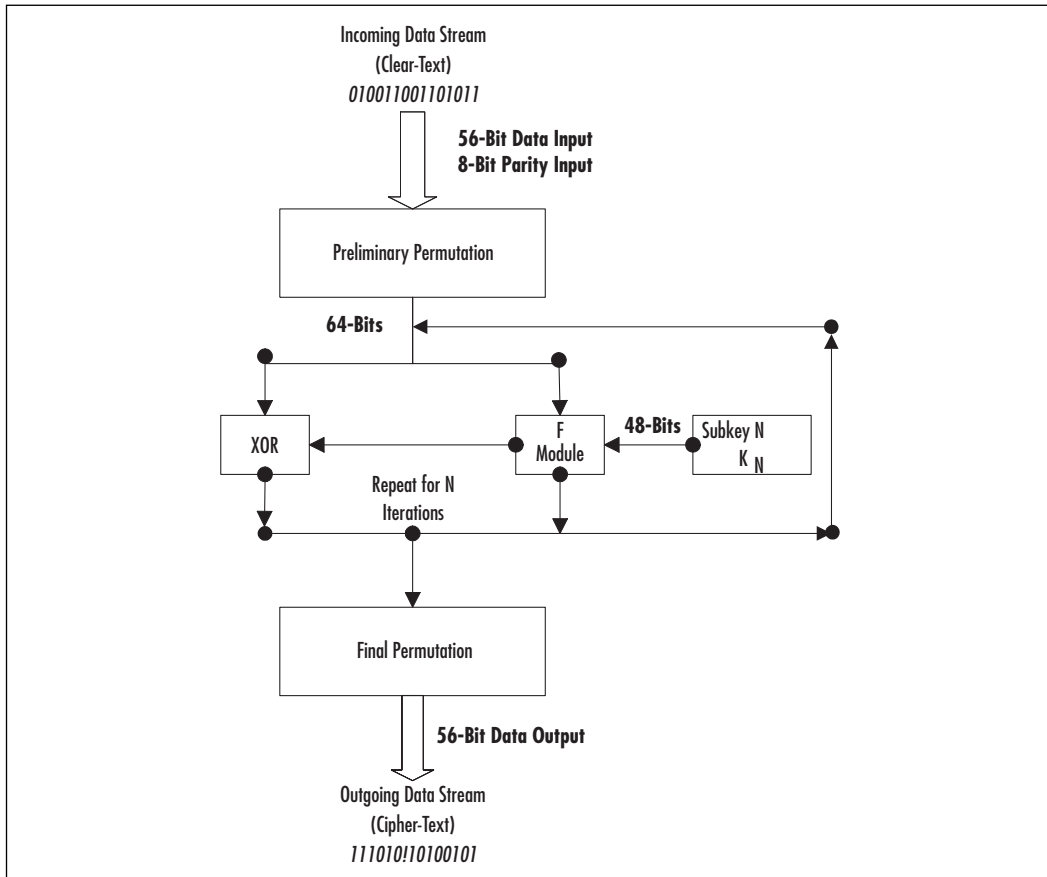 Incoming Data Stream
(Clear-Text)
010011001101011
56-Bit Data Input
8-Bit Parity Input
Preliminary Permutation
64-Bits
XOR
F
Module
48-Bits
Subkey N
K N
Repeat for N
Iterations
Final Permutation
56-Bit Data Output
Outgoing Data Stream
(Cipher-Text)
111010!10100101